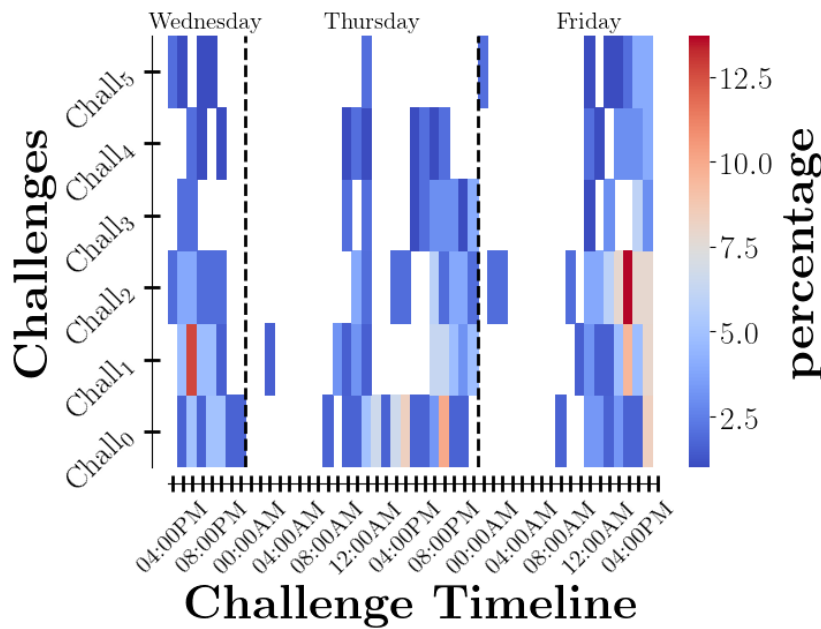 Wednesday
Thursday
Friday
Challenges
Chall5
Chall4
Chall3
Chall2
Chall1
Chall0
12.5
10.0
7.5
5.0
2.5
percentage
04:00PM
08:00PM
00:00AM
04:00AM
08:00AM
12:00AM
04:00PM
08:00PM
00:00AM
04:00AM
08:00AM
12:00AM
04:00PM
Challenge Timeline